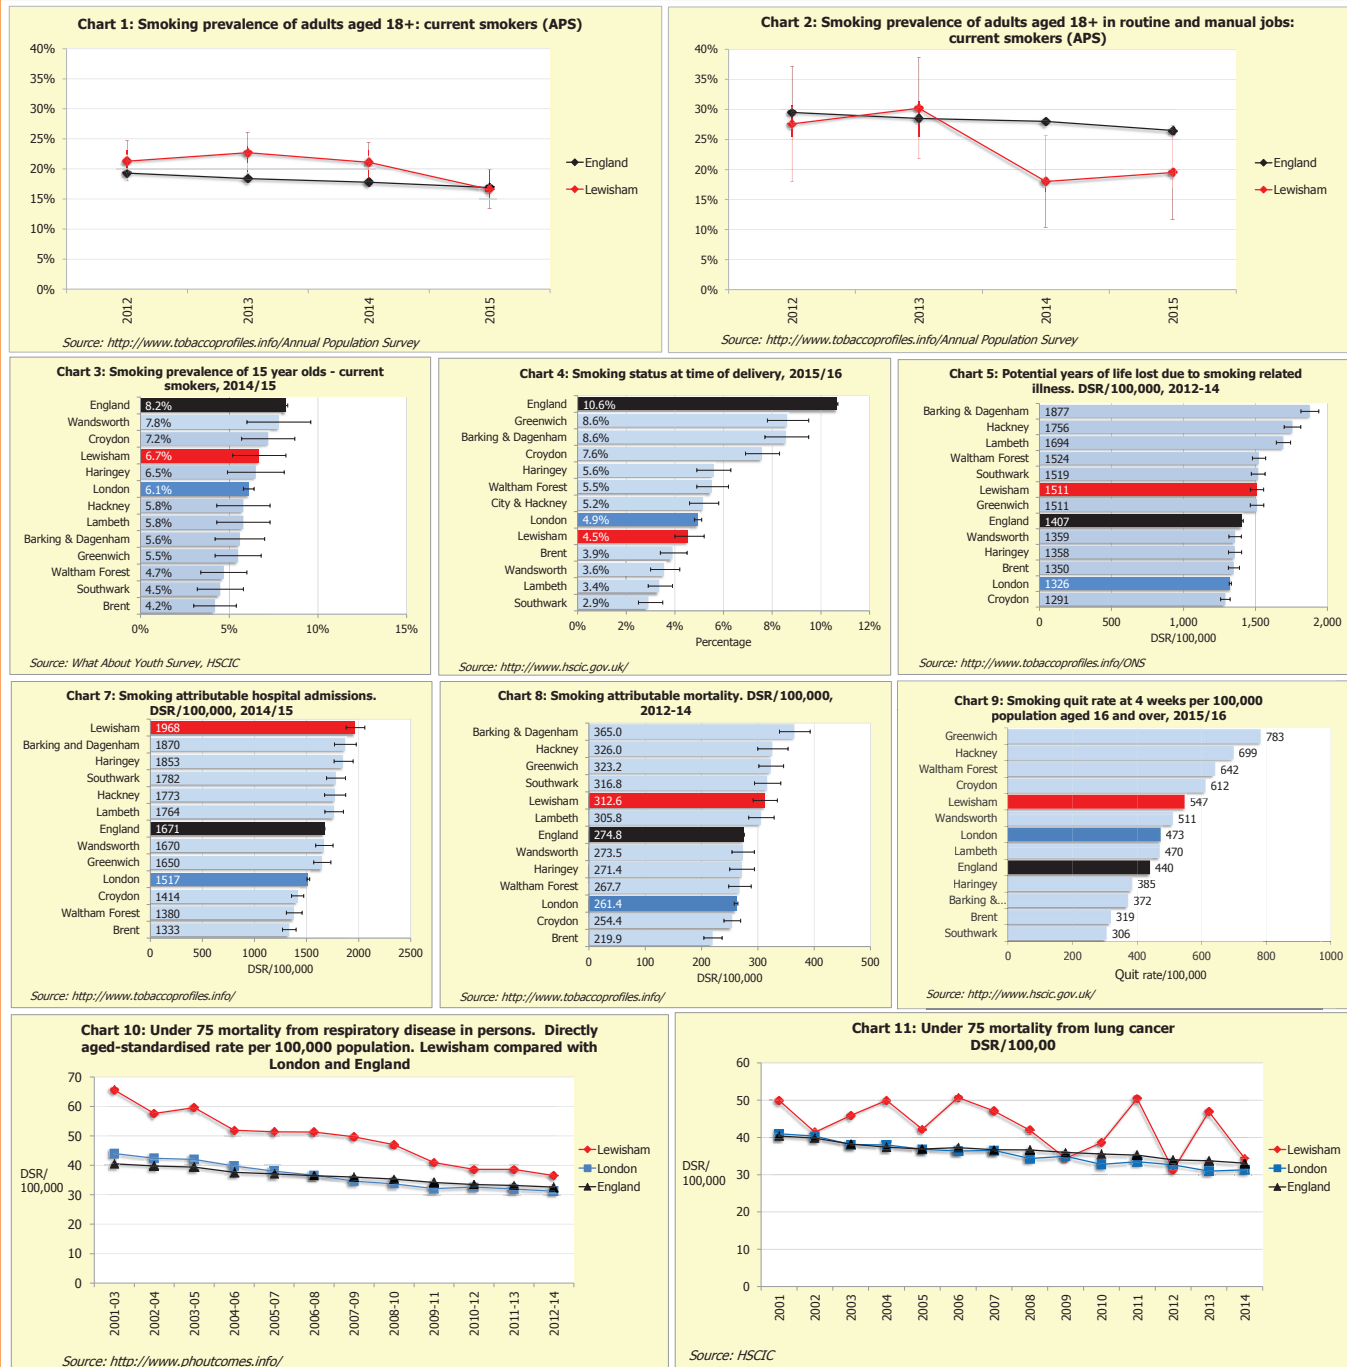 Chart 1: Smoking prevalence of adults aged 18+: current smokers (APS)
40%
35%
30%
25%
20%
15%
10%
5%
0%
2012
2013
2014
2015
England
Lewisham
Source: http://www.tobaccoprofiles.info/Annual Population Survey
Chart 2: Smoking prevalence of adults aged 18+ in routine and manual jobs:
current smokers (APS)
40%
35%
30%
25%
20%
15%
10%
5%
0%
2012
2013
2014
2015
England
Lewisham
Source: http://www.tobaccoprofiles.info/Annual Population Survey
Chart 3: Smoking prevalence of 15 year olds - current
smokers, 2014/15
England 8.2%
Wandsworth 7.8%
Croydon 7.2%
Lewisham 6.7%
Haringey 6.5%
London 6.1%
Hackney 5.8%
Lambeth 5.8%
Barking & Dagenham 5.6%
Greenwich 5.5%
Waltham Forest 4.7%
Southwark 4.5%
Brent 4.2%
0% 5% 10% 15%
Source: What About Youth Survey, HSCIC
Chart 4: Smoking status at time of delivery, 2015/16
England 10.6%
Greenwich 8.6%
Barking & Dagenham 8.6%
Croydon 7.6%
Haringey 5.6%
Waltham Forest 5.5%
City & Hackney 5.2%
London 4.9%
Lewisham 4.5%
Brent 3.9%
Wandsworth 3.6%
Lambeth 3.4%
Southwark 2.9%
0% 2% 4% 6% 8% 10% 12%
Percentage
Source: http://www.hscic.gov.uk/
Chart 5: Potential years of life lost due to smoking related
illness. DSR/100,000, 2012-14
Barking & Dagenham 1877
Hackney 1756
Lambeth 1694
Waltham Forest 1524
Southwark 1519
Lewisham 1511
Greenwich 1511
England 1407
Wandsworth 1359
Haringey 1358
Brent 1350
London 1326
Croydon 1291
0 500 1,000 1,500 2,000
DSR/100,000
Source: http://www.tobaccoprofiles.info/ONS
Chart 7: Smoking attributable hospital admissions.
DSR/100,000, 2014/15
Lewisham 1968
Barking and Dagenham 1870
Haringey 1853
Southwark 1782
Hackney 1773
Lambeth 1764
England 1671
Wandsworth 1670
Greenwich 1650
London 1517
Croydon 1414
Waltham Forest 1380
Brent 1333
0 500 1000 1500 2000 2500
DSR/100,000
Source: http://www.tobaccoprofiles.info/
Chart 8: Smoking attributable mortality. DSR/100,000,
2012-14
Barking & Dagenham 365.0
Hackney 326.0
Greenwich 323.2
Southwark 316.8
Lewisham 312.6
Lambeth 305.8
England 274.8
Wandsworth 273.5
Haringey 271.4
Waltham Forest 267.7
London 261.4
Croydon 254.4
Brent 219.9
0 100 200 300 400 500
DSR/100,000
Source: http://www.tobaccoprofiles.info/
Chart 9: Smoking quit rate at 4 weeks per 100,000
population aged 16 and over, 2015/16
Greenwich 783
Hackney 699
Waltham Forest 642
Croydon 612
Lewisham 547
Wandsworth 511
London 473
Lambeth 470
England 440
Haringey 385
Barking &... 372
Brent 319
Southwark 306
0 200 400 600 800 1000
Quit rate/100,000
Source: http://www.hscic.gov.uk/
Chart 10: Under 75 mortality from respiratory disease in persons. Directly
aged-standardised rate per 100,000 population. Lewisham compared with
London and England
70
60
50
40
30
20
10
0
DSR/
100,000
2001-03
2002-04
2003-05
2004-06
2005-07
2006-08
2007-09
2008-10
2009-11
2010-12
2011-13
2012-14
Lewisham
London
England
Source: http://www.phoutcomes.info/
Chart 11: Under 75 mortality from lung cancer
DSR/100,00
60
50
40
30
20
10
0
DSR/
100,000
2001
2002
2003
2004
2005
2006
2007
2008
2009
2010
2011
2012
2013
2014
Lewisham
London
England
Source: HSCIC